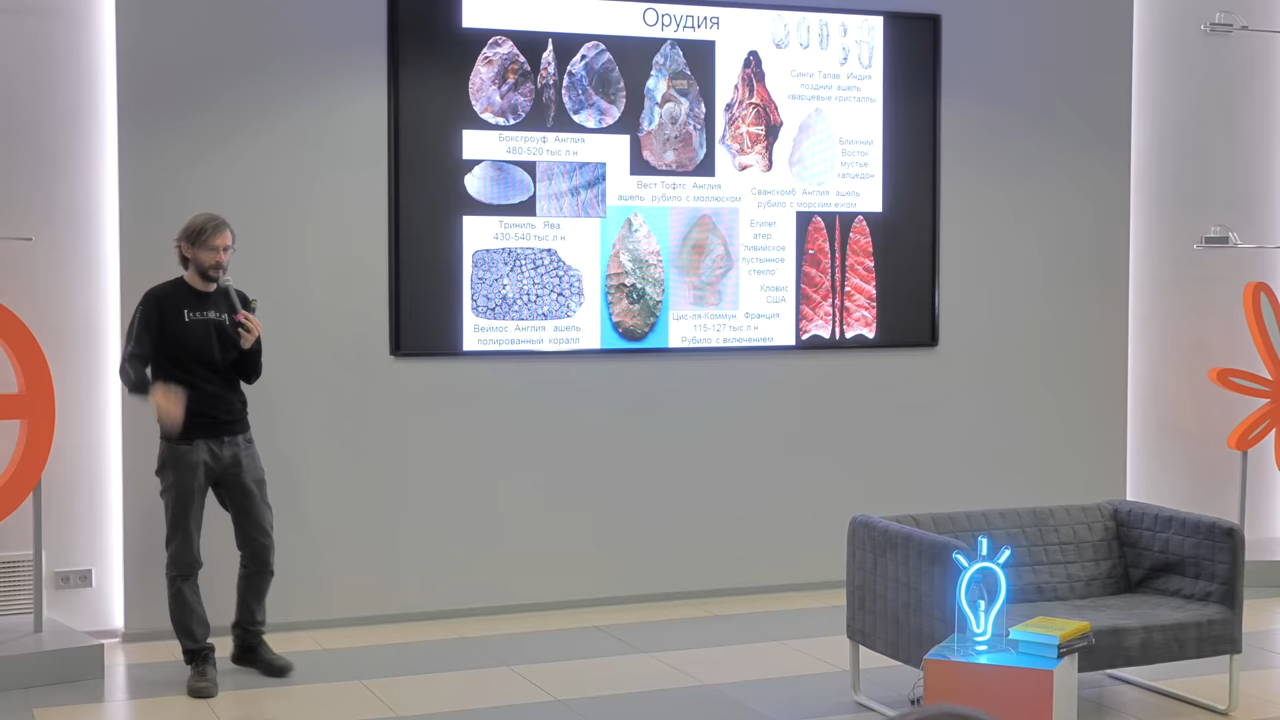 Орудия
Синги Талав. Индия
поздний ашель
кварцевые кристаллы
Боксгроуф. Англия
480-520 тыс.л.н
Ближний
Восток
мустье
халцедон
Вест Тофтс. Англия
ашель, рубило с моллюском
Сванскомб. Англия. ашель
рубило с морским ежом
Триниль. Ява.
430-540 тыс.л.н
Египет.
атер.
"ливийское
пустынное
стекло"
Кловис
США
Веймос. Англия. ашель
полированный коралл
Цис-ля-Коммун. Франция.
115-127 тыс.л.н
Рубило с включением